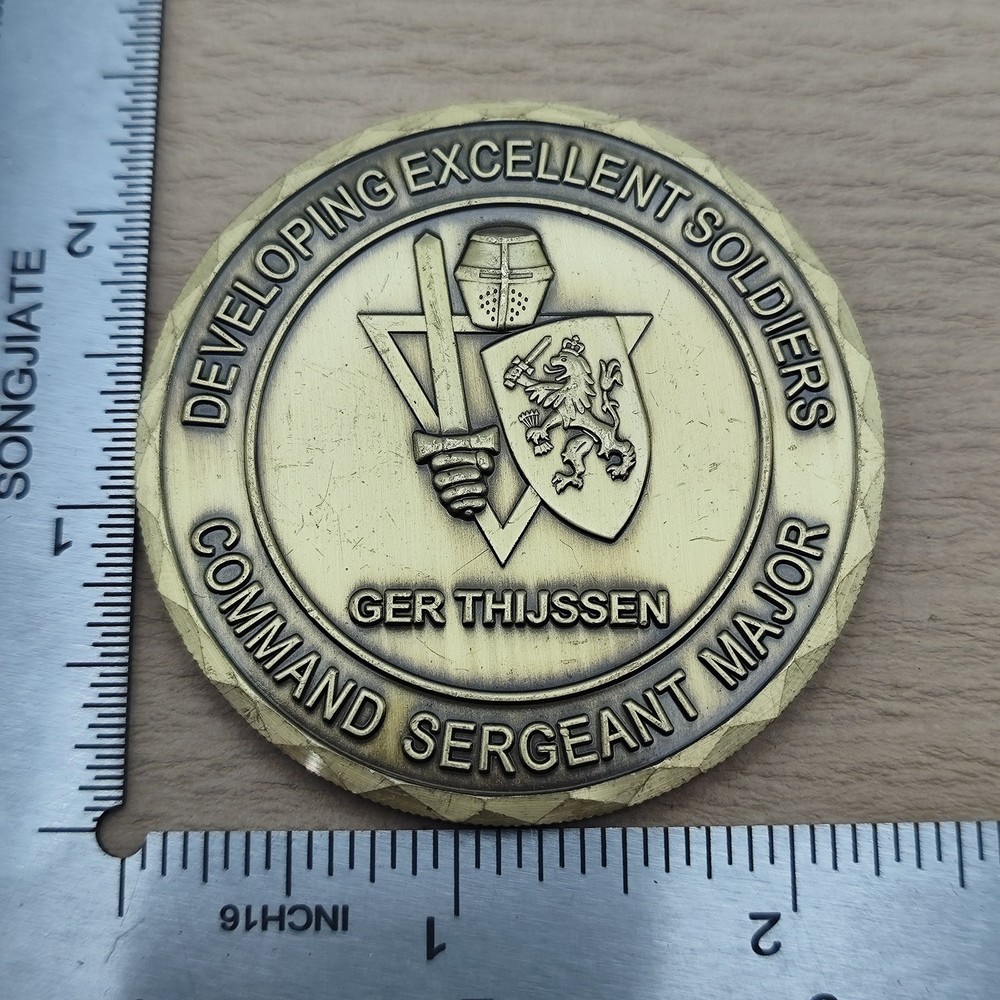 DEVELOPING EXCELLENT SOLDIERS
GER THIJSSEN
COMMAND SERGEANT MAJOR
SONGJIATE
2
1
INCH16
1
2